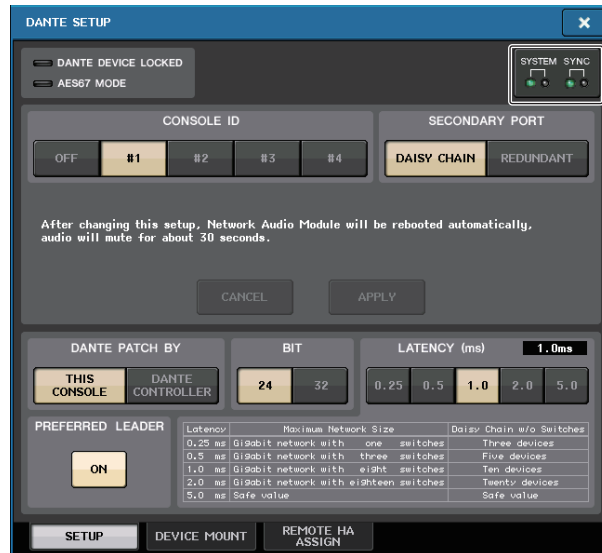 DANTE SETUP
DANTE DEVICE LOCKED
AES67 MODE
SYSTEM SYNC
CONSOLE ID
OFF #1 #2 #3 #4
SECONDARY PORT
DAISY CHAIN REDUNDANT
After changing this setup, Network Audio Module will be rebooted automatically,
audio will mute for about 30 seconds.
CANCEL APPLY
DANTE PATCH BY
THIS CONSOLE DANTE CONTROLLER
BIT
24 32
LATENCY (ms) 1.0ms
0.25 0.5 1.0 2.0 5.0
PREFERRED LEADER
ON
Latency Maximum Network Size Daisy Chain w/o Switches
0.25 ms Gigabit network with one switches Three devices
0.5 ms Gigabit network with three switches Five devices
1.0 ms Gigabit network with eight switches Ten devices
2.0 ms Gigabit network with eighteen switches Twenty devices
5.0 ms Safe value Safe value
SETUP DEVICE MOUNT REMOTE HA ASSIGN